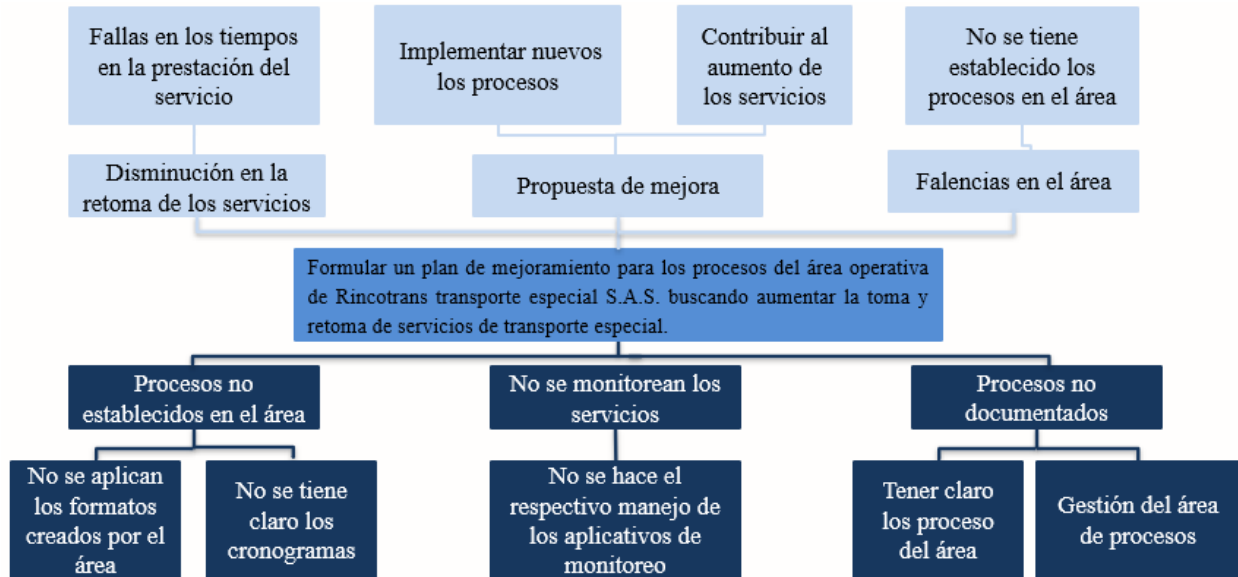 Fallas en los tiempos
en la prestación del
servicio
Implementar nuevos
los procesos
Contribuir al
aumento de
los servicios
No se tiene
establecido los
procesos en el área
Disminución en la
retoma de los servicios
Propuesta de mejora
Falencias en el área
Formular un plan de mejoramiento para los procesos del área operativa
de Rincotrans transporte especial S.A.S. buscando aumentar la toma y
retoma de servicios de transporte especial.
Procesos no
establecidos en el área
No se monitorean los
servicios
Procesos no
documentados
No se aplican
los formatos
creados por el
área
No se tiene
claro los
cronogramas
No se hace el
respectivo manejo de
los aplicativos de
monitoreo
Tener claro
los proceso
del área
Gestión del área
de procesos